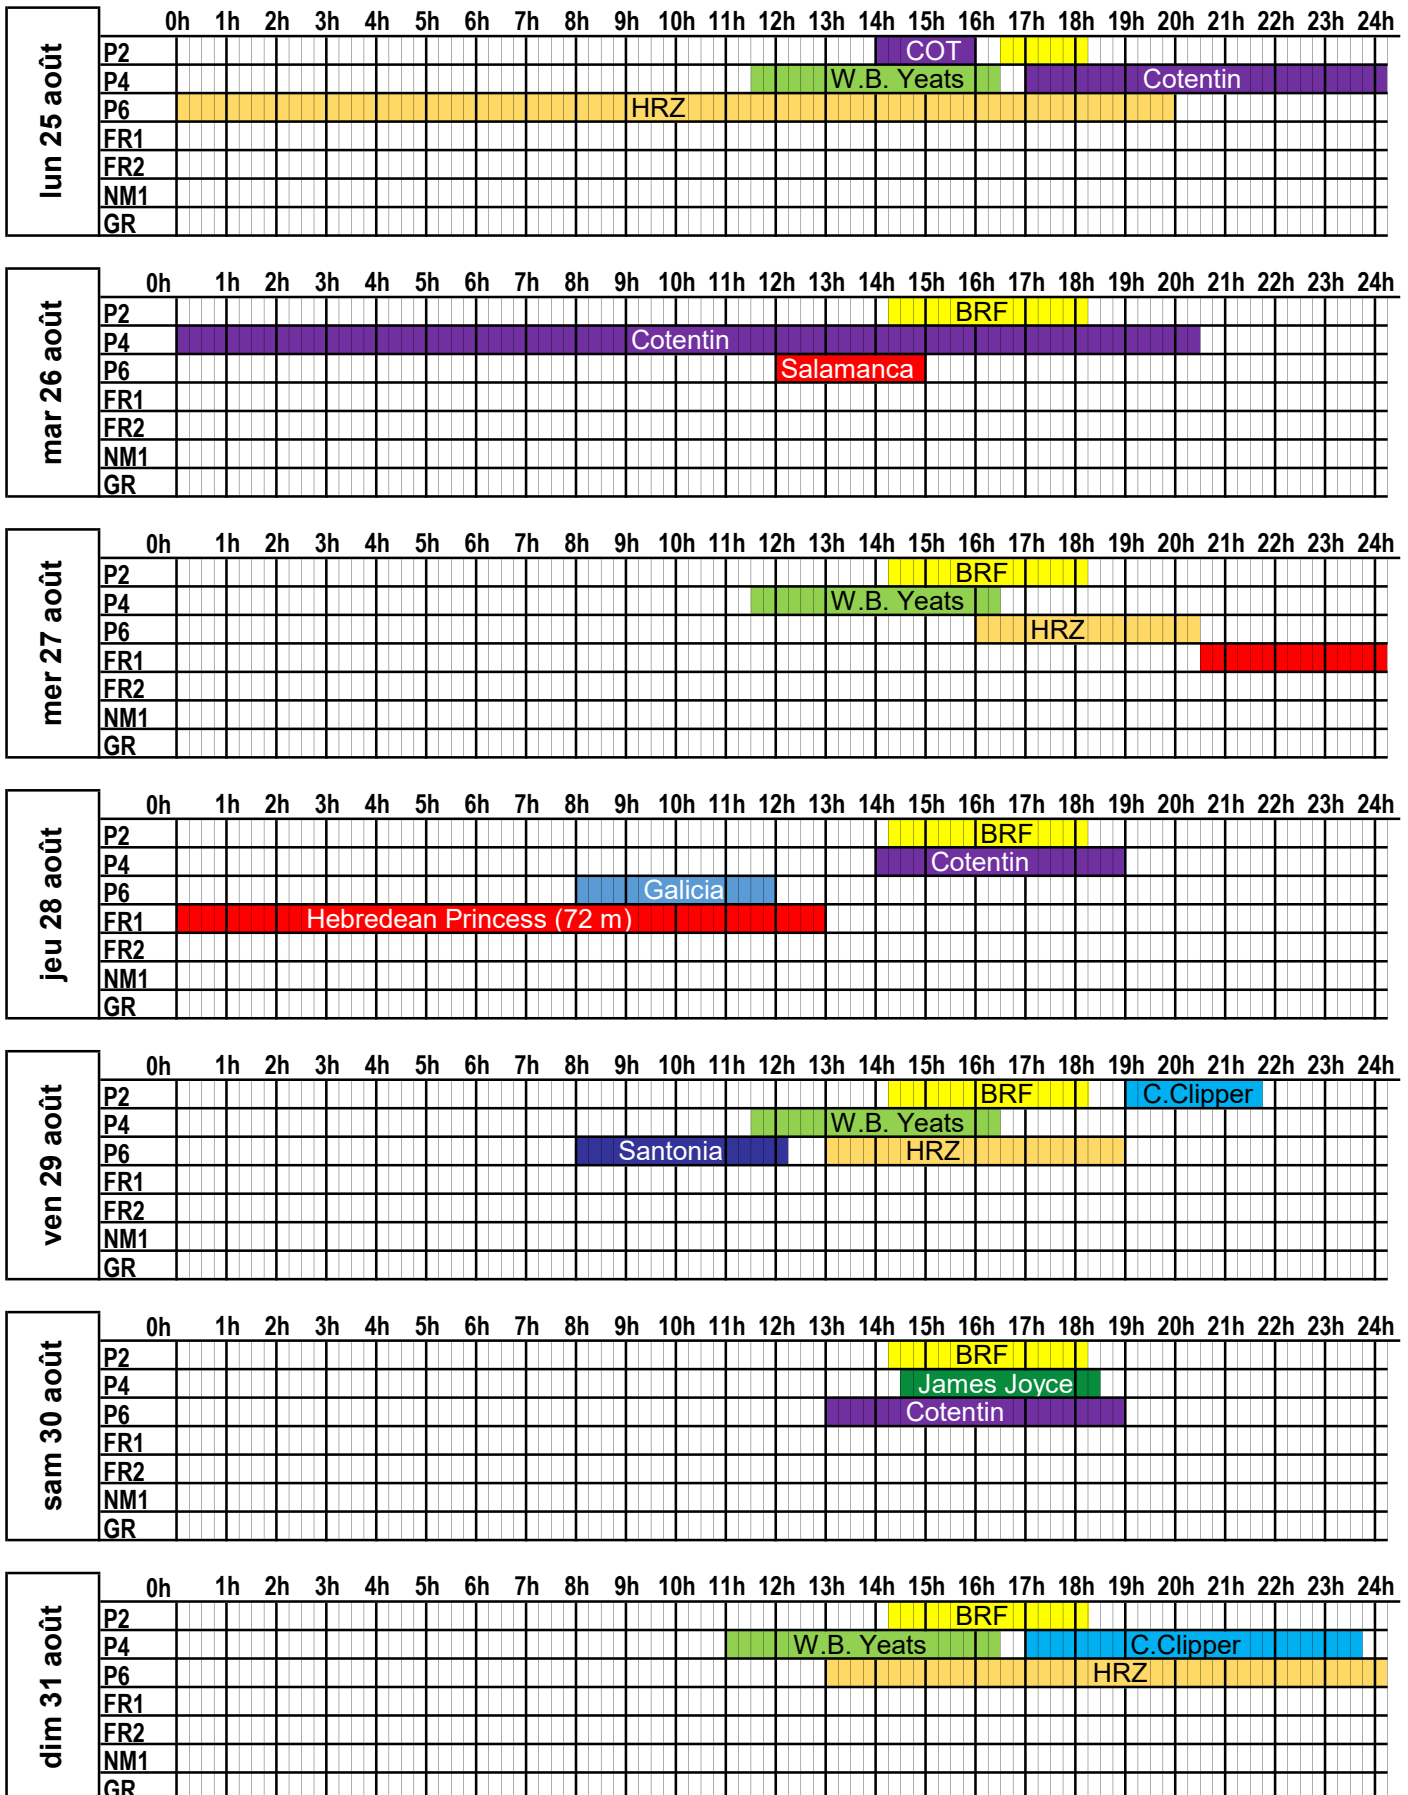 0h 1h 2h 3h 4h 5h 6h 7h 8h 9h 10h 11h 12h 13h 14h 15h 16h 17h 18h 19h 20h 21h 22h 23h 24h
lun 25 août
P2 COT
P4 W.B. Yeats Cotentin
P6 HRZ
FR1
FR2
NM1
GR
0h 1h 2h 3h 4h 5h 6h 7h 8h 9h 10h 11h 12h 13h 14h 15h 16h 17h 18h 19h 20h 21h 22h 23h 24h
mar 26 août
P2 BRF
P4 Cotentin
P6 Salamanca
FR1
FR2
NM1
GR
0h 1h 2h 3h 4h 5h 6h 7h 8h 9h 10h 11h 12h 13h 14h 15h 16h 17h 18h 19h 20h 21h 22h 23h 24h
mer 27 août
P2 BRF
P4 W.B. Yeats
P6 HRZ
FR1
FR2
NM1
GR
0h 1h 2h 3h 4h 5h 6h 7h 8h 9h 10h 11h 12h 13h 14h 15h 16h 17h 18h 19h 20h 21h 22h 23h 24h
jeu 28 août
P2 BRF
P4 Cotentin
P6 Galicia
FR1 Hebredean Princess (72 m)
FR2
NM1
GR
0h 1h 2h 3h 4h 5h 6h 7h 8h 9h 10h 11h 12h 13h 14h 15h 16h 17h 18h 19h 20h 21h 22h 23h 24h
ven 29 août
P2 BRF C.Clipper
P4 W.B. Yeats
P6 Santonia HRZ
FR1
FR2
NM1
GR
0h 1h 2h 3h 4h 5h 6h 7h 8h 9h 10h 11h 12h 13h 14h 15h 16h 17h 18h 19h 20h 21h 22h 23h 24h
sam 30 août
P2 BRF
P4 James Joyce
P6 Cotentin
FR1
FR2
NM1
GR
0h 1h 2h 3h 4h 5h 6h 7h 8h 9h 10h 11h 12h 13h 14h 15h 16h 17h 18h 19h 20h 21h 22h 23h 24h
dim 31 août
P2 BRF
P4 W.B. Yeats C.Clipper
P6 HRZ
FR1
FR2
NM1
GR